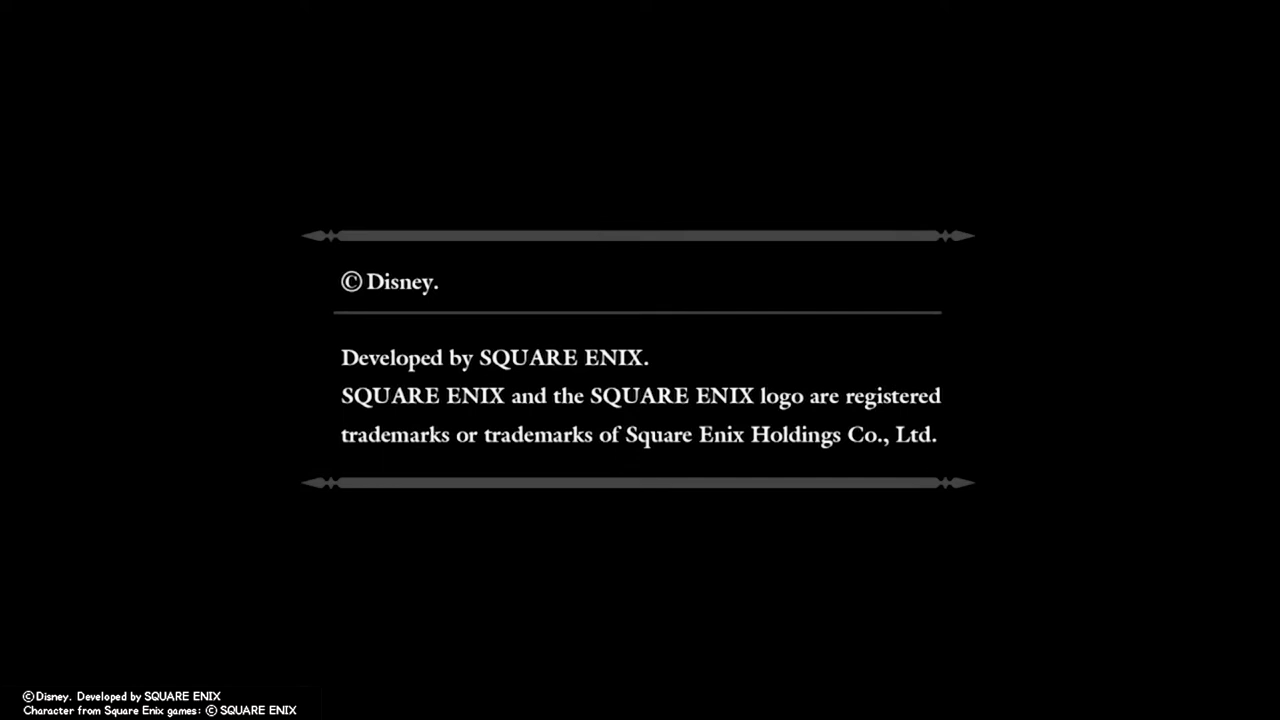 © Disney.
Developed by SQUARE ENIX.
SQUARE ENIX and the SQUARE ENIX logo are registered
trademarks or trademarks of Square Enix Holdings Co., Ltd.
© Disney. Developed by SQUARE ENIX
Character from Square Enix games: © SQUARE ENIX